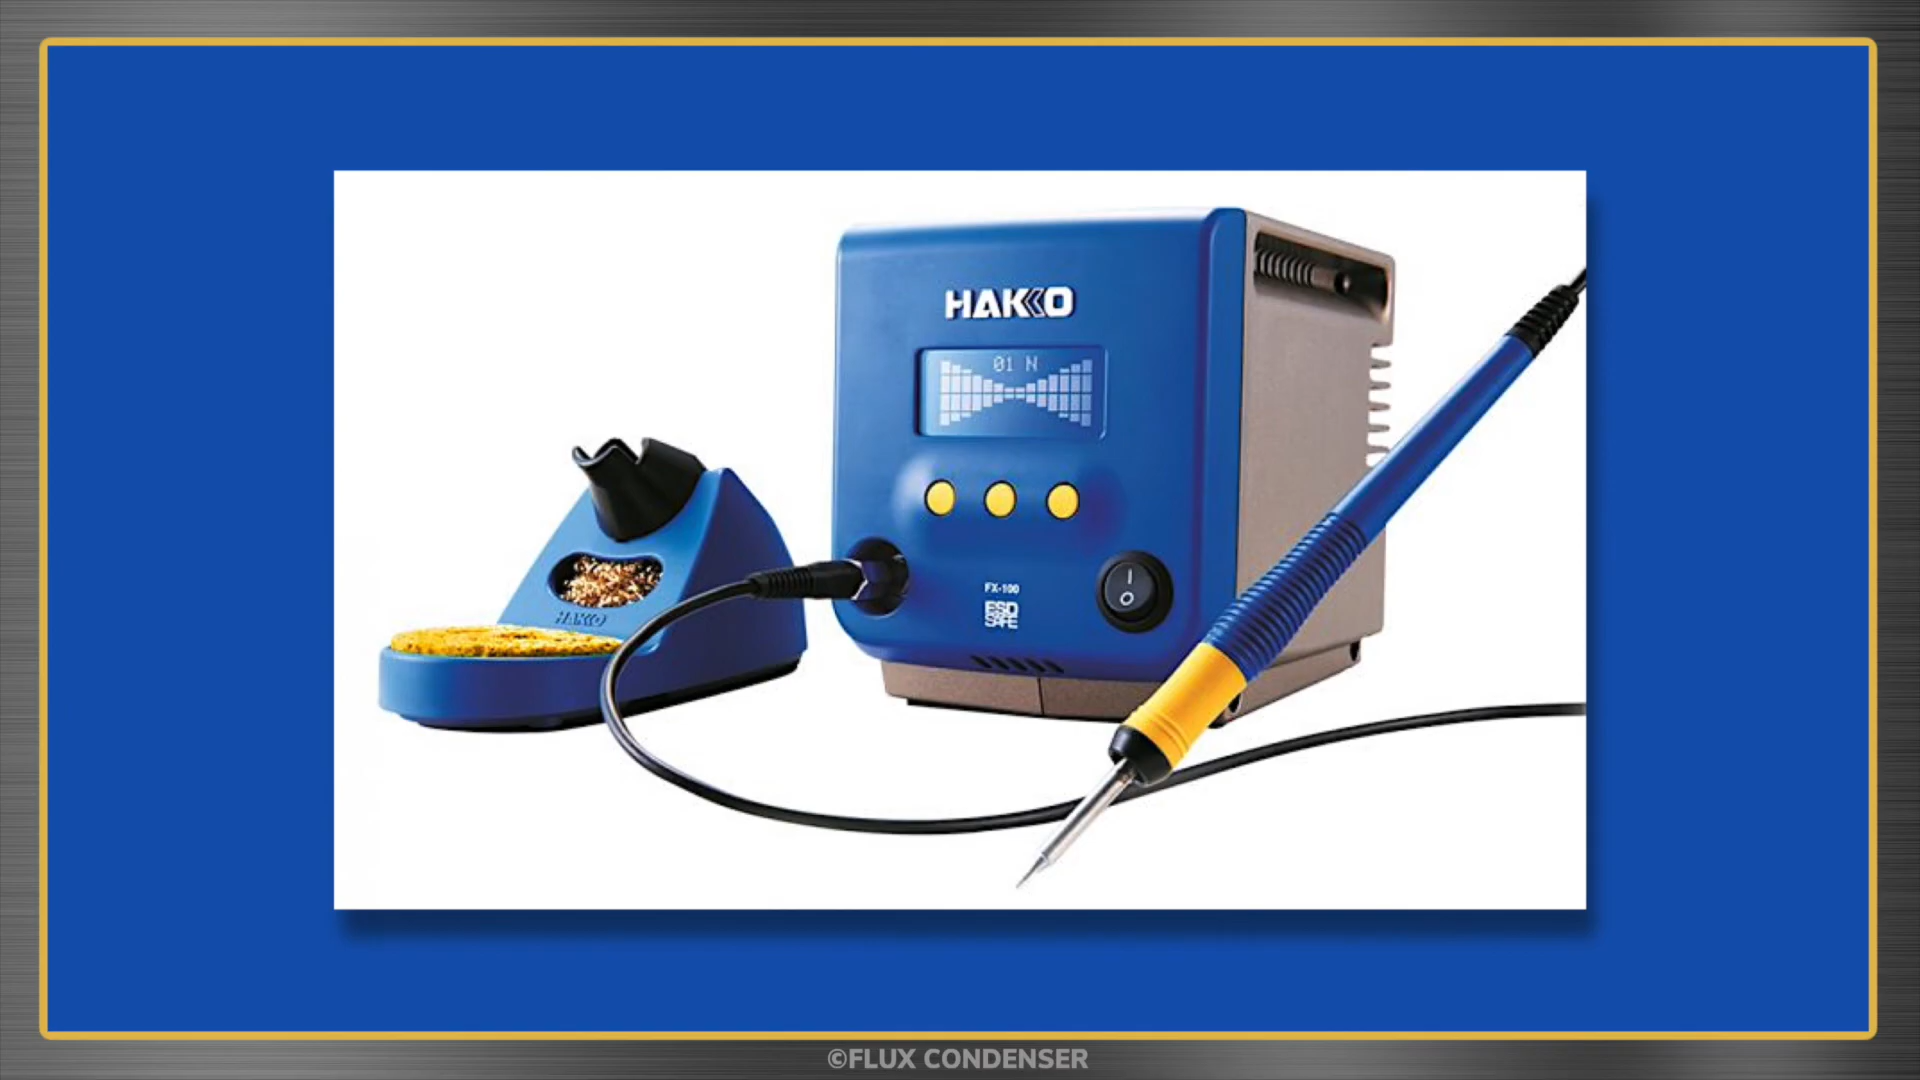 HAKKO
01 N
HAKKO
FX-100
ESD
SAFE
I
O
©FLUX CONDENSER